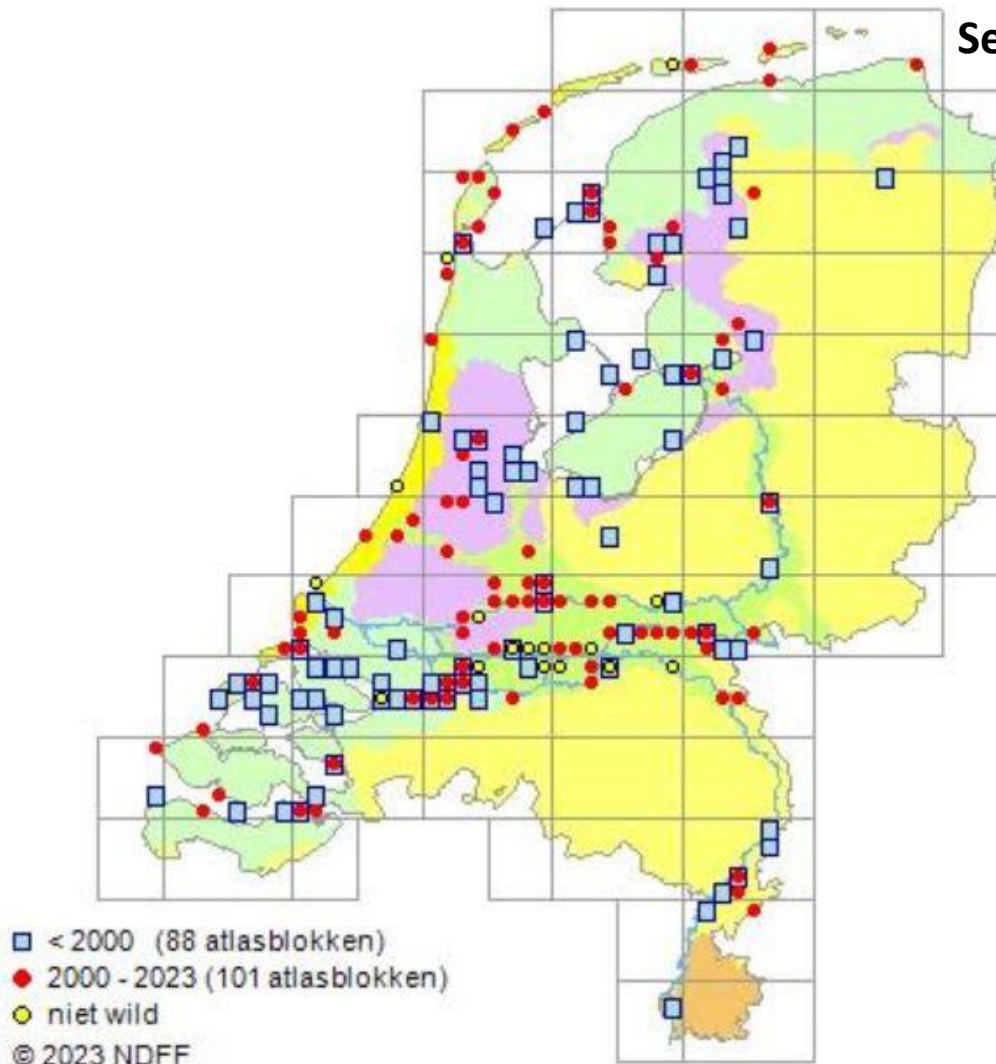 Se
< 2000 (88 atlasblokken)
2000 - 2023 (101 atlasblokken)
niet wild
© 2023 NDFF